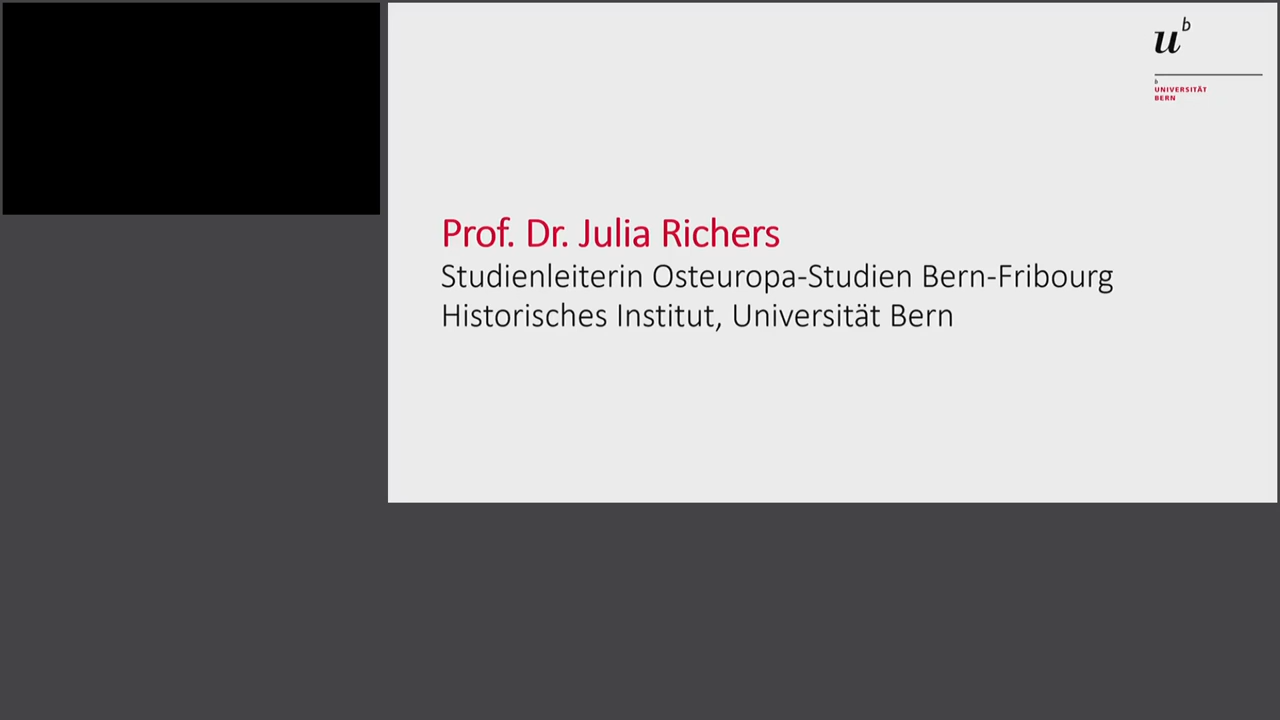 u^b
b
UNIVERSITÄT
BERN
Prof. Dr. Julia Richers
Studienleiterin Osteuropa-Studien Bern-Fribourg
Historisches Institut, Universität Bern